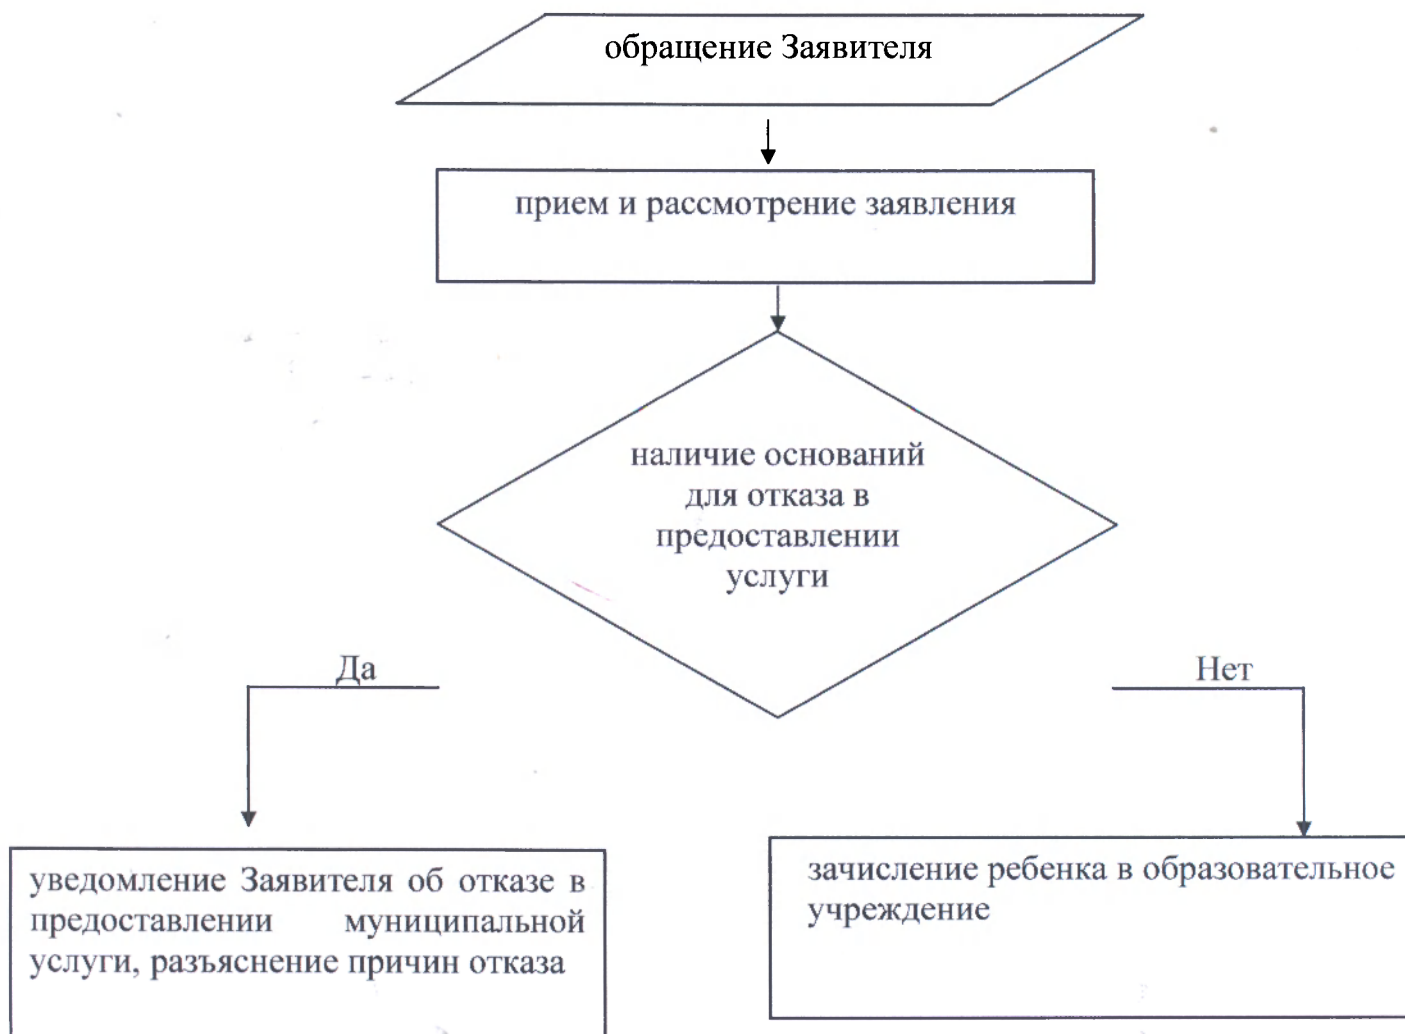 обращение Заявителя
прием и рассмотрение заявления
наличие оснований
для отказа в
предоставлении
услуги
Да
Нет
уведомление Заявителя об отказе в
предоставлении муниципальной
услуги, разъяснение причин отказа
зачисление ребенка в образовательное
учреждение